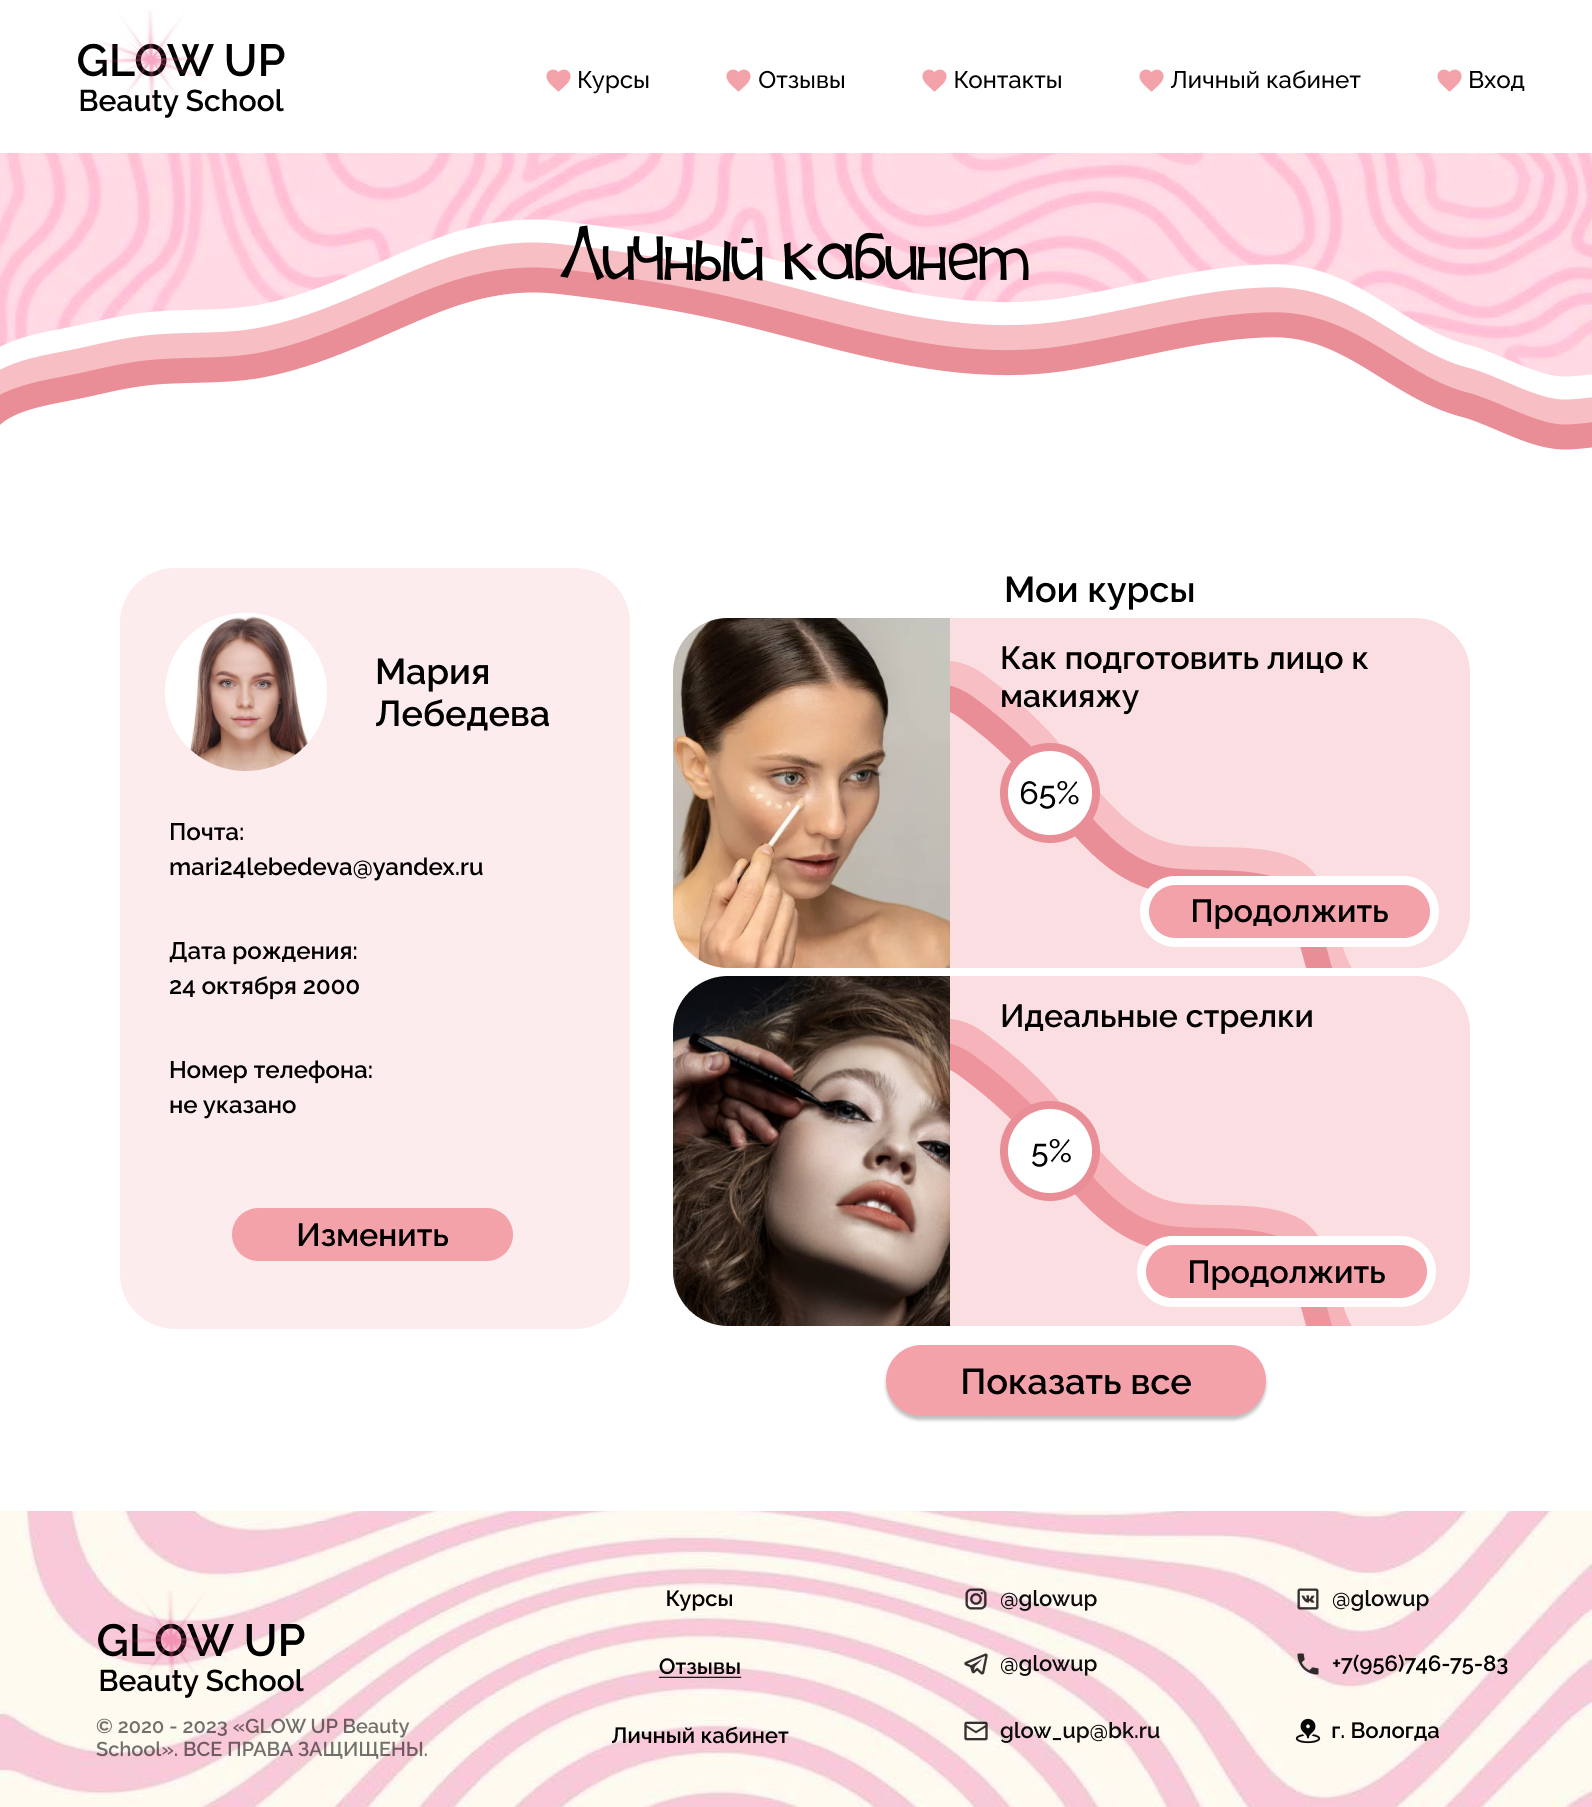 GLOW UP
Beauty School
Курсы
Отзывы
Контакты
Личный кабинет
Вход
Личный кабинет
Мария
Лебедева
Почта:
mari24lebedeva@yandex.ru
Дата рождения:
24 октября 2000
Номер телефона:
не указано
Изменить
Мои курсы
Как подготовить лицо к
макияжу
65%
Продолжить
Идеальные стрелки
5%
Продолжить
Показать все
GLOW UP
Beauty School
© 2020 - 2023 «GLOW UP Beauty
School». ВСЕ ПРАВА ЗАЩИЩЕНЫ.
Курсы
Отзывы
Личный кабинет
@glowup
@glowup
glow_up@bk.ru
@glowup
+7(956)746-75-83
г. Вологда